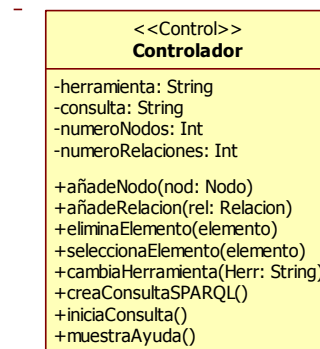 <<Control>>
Controlador
-herramienta: String
-consulta: String
-numeroNodos: Int
-numeroRelaciones: Int
+añadeNodo(nod: Nodo)
+añadeRelacion(rel: Relacion)
+eliminaElemento(elemento)
+seleccionaElemento(elemento)
+cambiaHerramienta(Herr: String)
+creaConsultaSPARQL()
+iniciaConsulta()
+muestraAyuda()